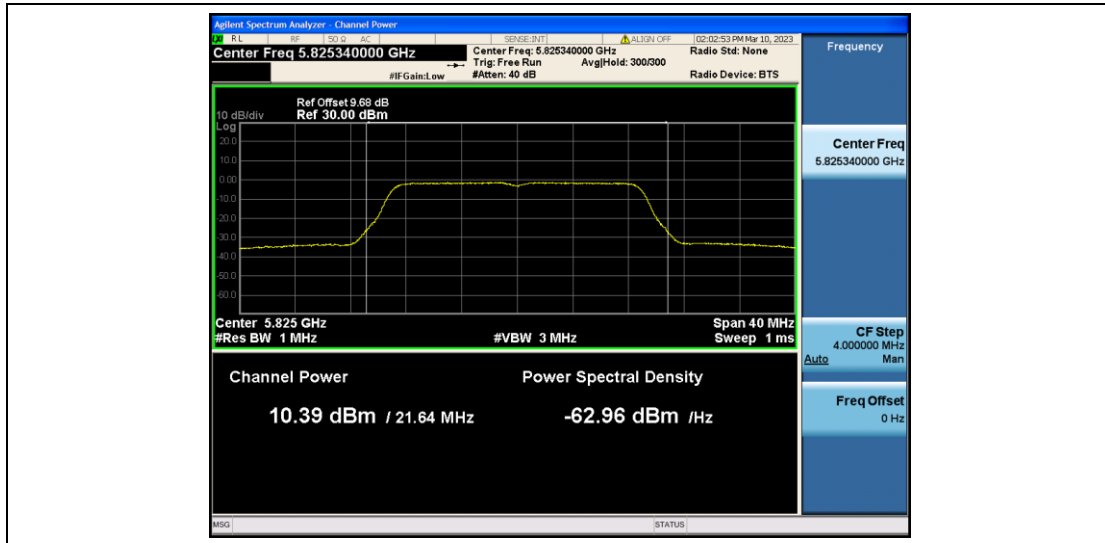 Agilent Spectrum Analyzer - Channel Power
RL RF 50 Ω AC SENSE:INT ALIGN OFF 02:02:53 PM Mar 10, 2023
Center Freq 5.825340000 GHz
Center Freq: 5.825340000 GHz Radio Std: None
Trig: Free Run Avg|Hold: 300/300
#IFGain:Low #Atten: 40 dB Radio Device: BTS
Frequency
Ref Offset 9.68 dB
10 dB/div Ref 30.00 dBm
Log
20.0
10.0
0.00
-10.0
-20.0
-30.0
-40.0
-50.0
-60.0
Center 5.825 GHz Span 40 MHz
#Res BW 1 MHz #VBW 3 MHz Sweep 1 ms
Channel Power Power Spectral Density
10.39 dBm / 21.64 MHz -62.96 dBm /Hz
Center Freq
5.825340000 GHz
CF Step
4.000000 MHz
Auto Man
Freq Offset
0 Hz
MSG STATUS